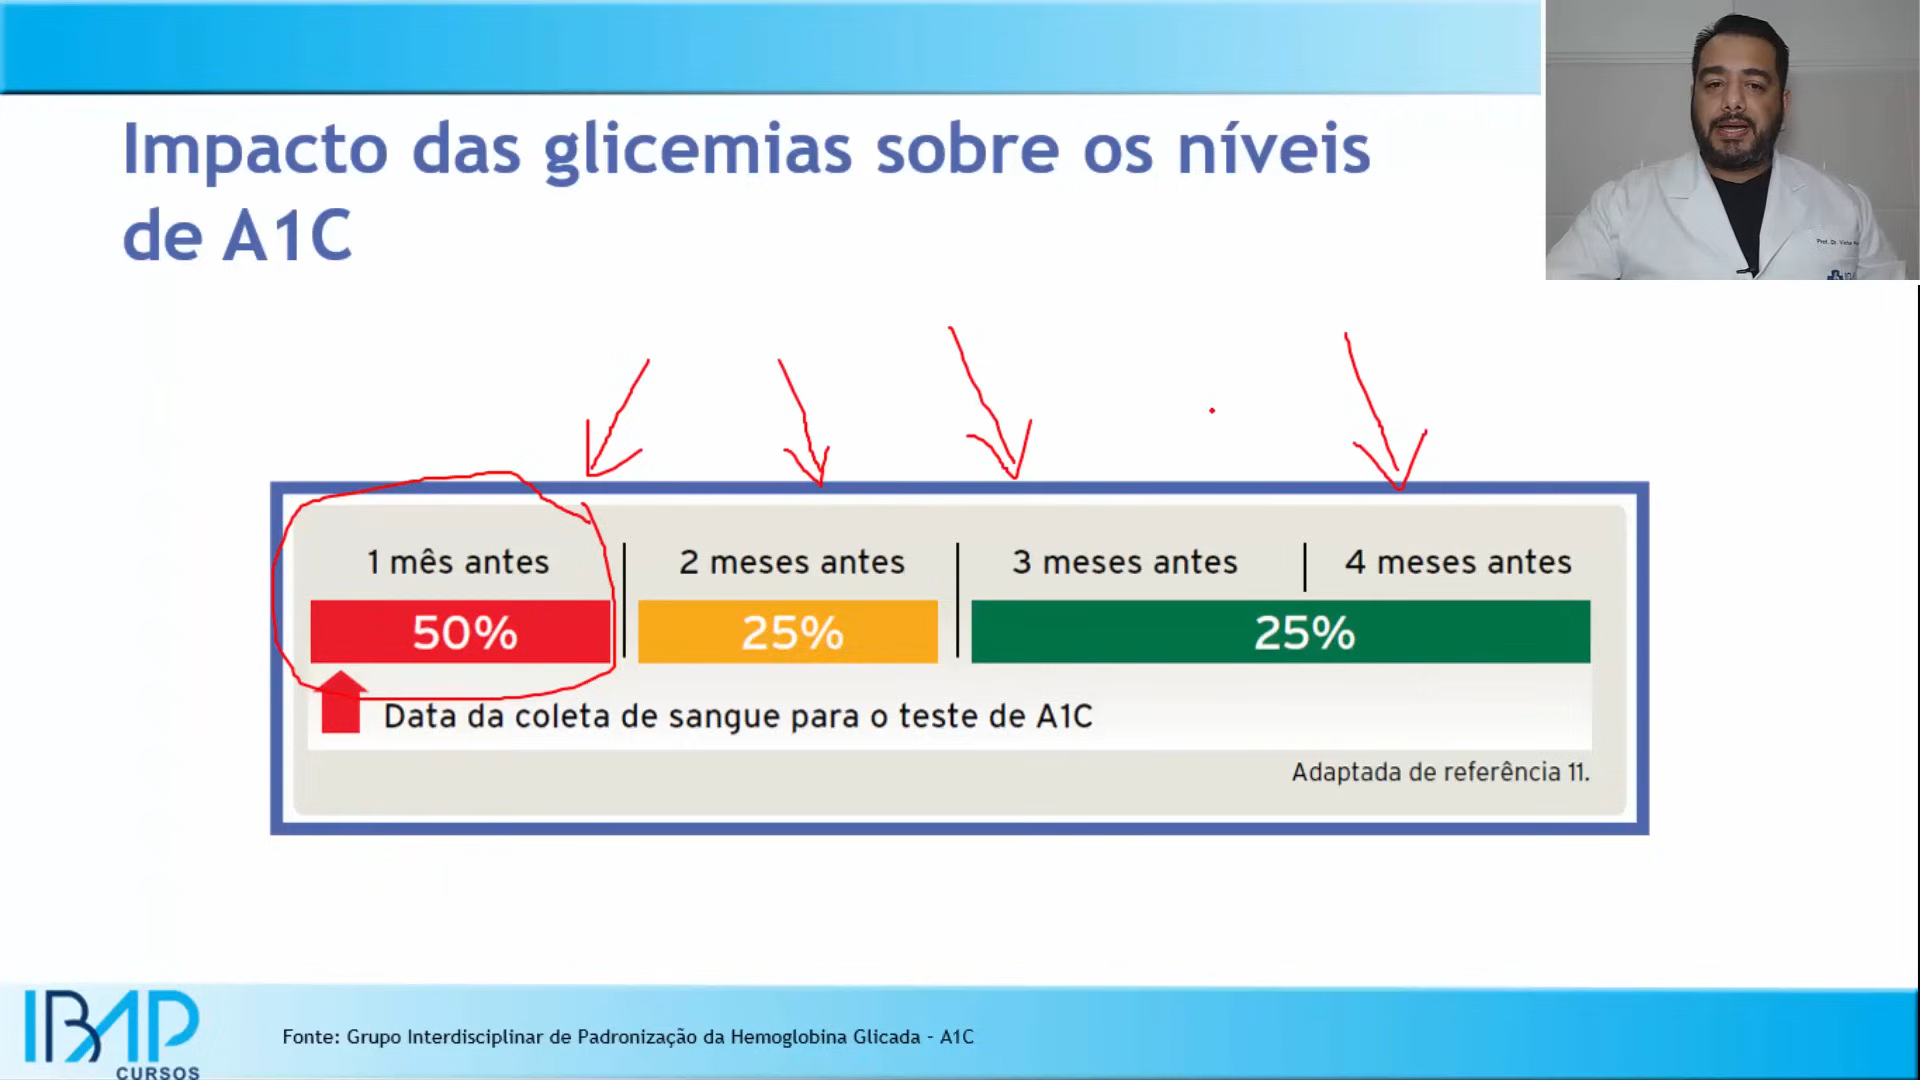 Impacto das glicemias sobre os níveis
de A1C
Prof. Dr.
1 mês antes
2 meses antes
3 meses antes
4 meses antes
50%
25%
25%
Data da coleta de sangue para o teste de A1C
Adaptada de referência 11.
IBAP
CURSOS
Fonte: Grupo Interdisciplinar de Padronização da Hemoglobina Glicada - A1C